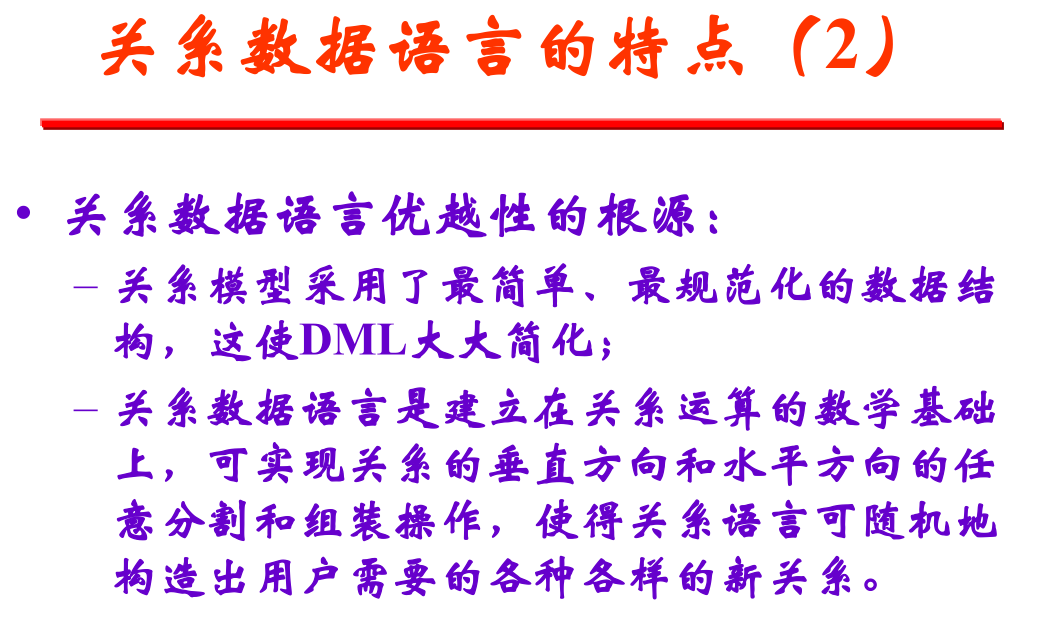 关系数据语言的特点（2）
• 关系数据语言优越性的根源：
– 关系模型采用了最简单、最规范化的数据结
构，这使DML大大简化；
– 关系数据语言是建立在关系运算的数学基础
上，可实现关系的垂直方向和水平方向的任
意分割和组装操作，使得关系语言可随机地
构造出用户需要的各种各样的新关系。